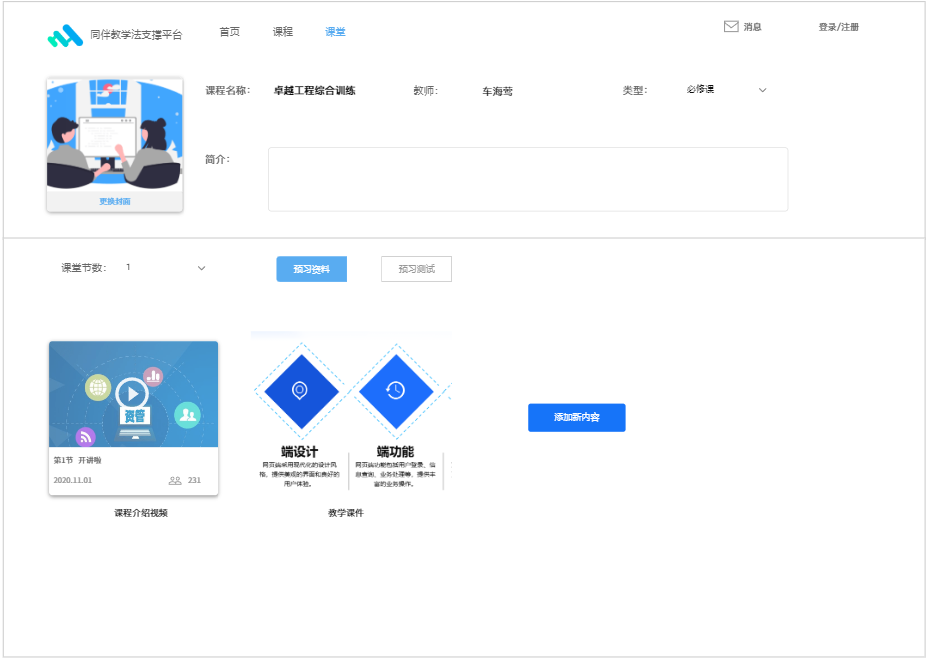 同伴教学法支撑平台
首页
课程
课堂
消息
登录/注册
课程名称：
卓越工程综合训练
教师：
车海莺
类型：
必修课
简介：
更换封面
课堂节数：
1
预习资料
预习测试
资管
第1节 开讲啦
2020.11.01
231
课程介绍视频
端设计
网页端采用现代化的设计风
格、提供美观的界面和良好的
用户体验。
端功能
网页端功能包括用户登录、信
息查询、业务处理等，提供丰
富的业务操作。
教学课件
添加新内容